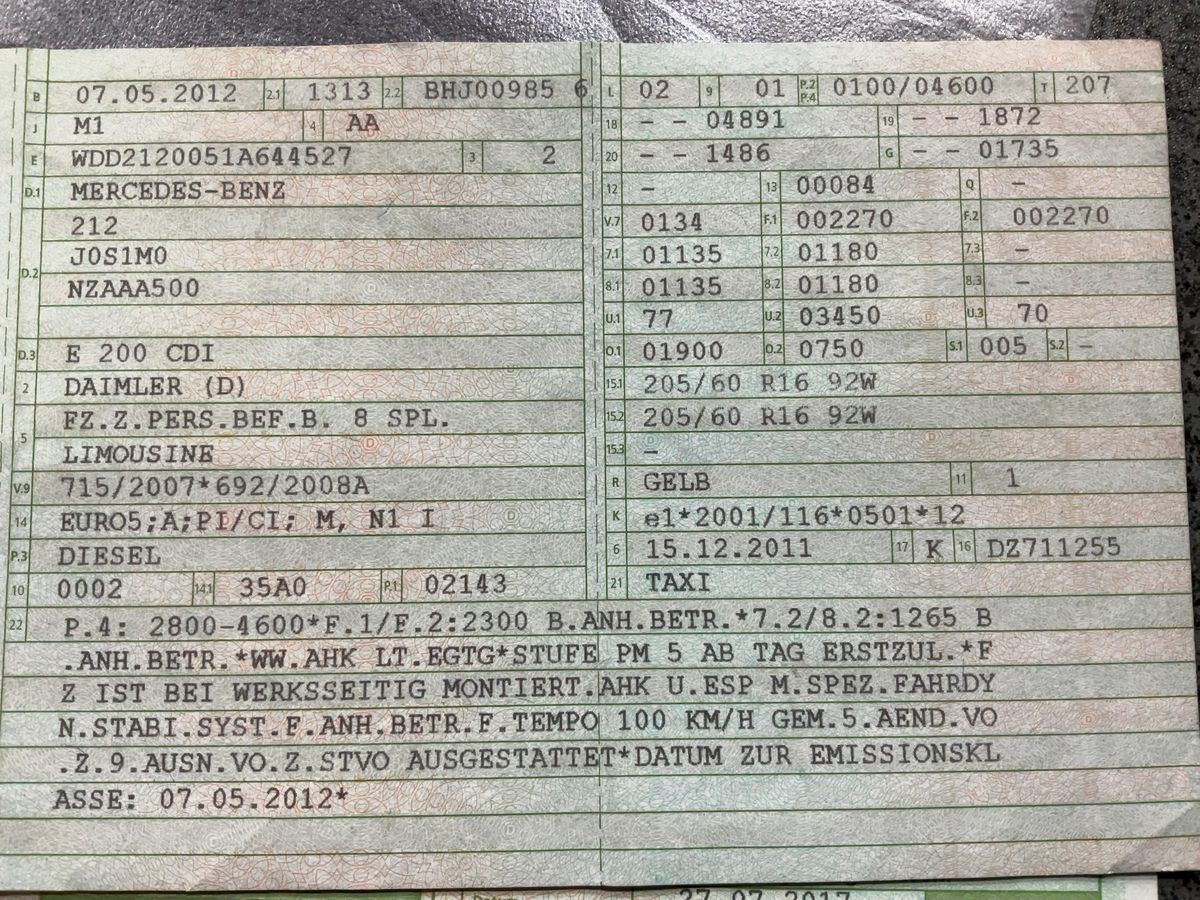 B 07.05.2012 2.1 1313 2.2 BHJ00985 6
J M1 4 AA
E WDD2120051A644527 3 2
D.1 MERCEDES-BENZ
212
D.2 J0S1M0
NZAAA500
D.3 E 200 CDI
2 DAIMLER (D)
5 FZ.Z.PERS.BEF.B. 8 SPL.
LIMOUSINE
V.9 715/2007*692/2008A
14 EURO5;A;PI/CI; M, N1 I
P.3 DIESEL
10 0002 14.1 35A0 P.1 02143
L 02 9 01 P.2 P.4 0100/04600 T 207
18 - - 04891 19 - - 1872
20 - - 1486 G - - 01735
12 - 13 00084 Q -
V.7 0134 F.1 002270 F.2 002270
7.1 01135 7.2 01180 7.3 -
8.1 01135 8.2 01180 8.3 -
U.1 77 U.2 03450 U.3 70
O.1 01900 O.2 0750 S.1 005 S.2 -
15.1 205/60 R16 92W
15.2 205/60 R16 92W
15.3 -
R GELB 11 1
K e1*2001/116*0501*12
6 15.12.2011 17 K 16 DZ711255
21 TAXI
22 P.4: 2800-4600*F.1/F.2:2300 B.ANH.BETR.*7.2/8.2:1265 B
.ANH.BETR.*WW.AHK LT.EGTG*STUFE PM 5 AB TAG ERSTZUL.*F
Z IST BEI WERKSSEITIG MONTIERT.AHK U.ESP M.SPEZ.FAHRDY
N.STABI.SYST.F.ANH.BETR.F.TEMPO 100 KM/H GEM.5.AEND.VO
.Z.9.AUSN.VO.Z.STVO AUSGESTATTET*DATUM ZUR EMISSIONSKL
ASSE: 07.05.2012*
27.07.2017